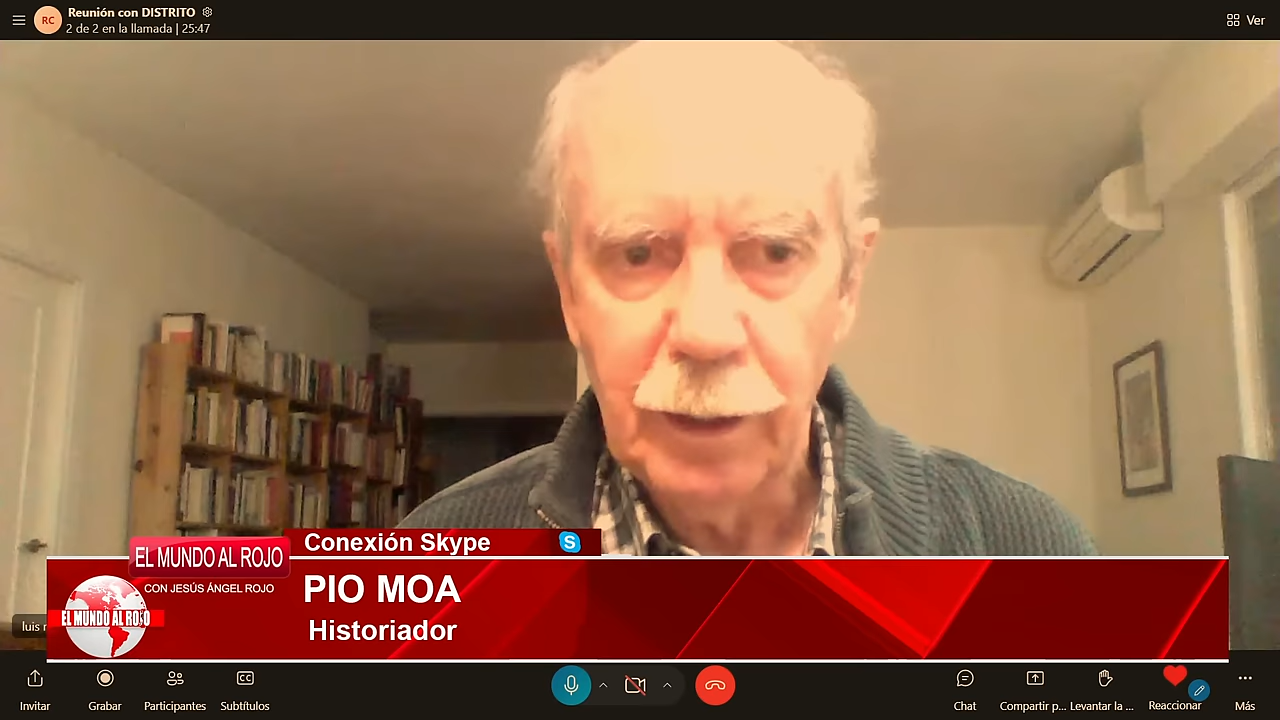 RC
Reunión con DISTRITO
2 de 2 en la llamada | 25:47
Ver
Conexión Skype
EL MUNDO AL ROJO
CON JESÚS ÁNGEL ROJO
EL MUNDO AL ROJO
PIO MOA
Historiador
luis
Invitar
Grabar
Participantes
CC
Subtítulos
Chat
Compartir p...
Levantar la ...
Reaccionar
Más